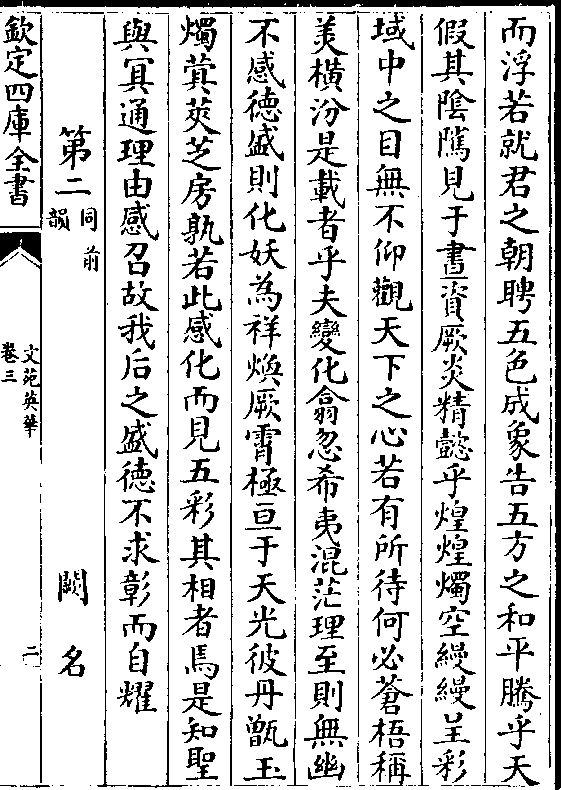 而浮若就君之朝聘五色成象告五方之和平騰乎天
假其陰隲見于晝資厥炎精懿乎煌煌燭空縵縵呈彩
域中之目無不仰觀天下之心若有所待何必蒼梧稱
美橫汾是載者乎夫變化翕忽希夷混茫理至則無幽
不感德盛則化妖為祥煥厥霄極亘于天光彼丹甑玉
燭蓂莢芝房孰若此感化而見五彩其相者焉是知聖
與冥通理由感召故我后之盛德不求彰而自耀
第二同前韻 闕名
欽定四庫全書
文苑英華
卷三
二